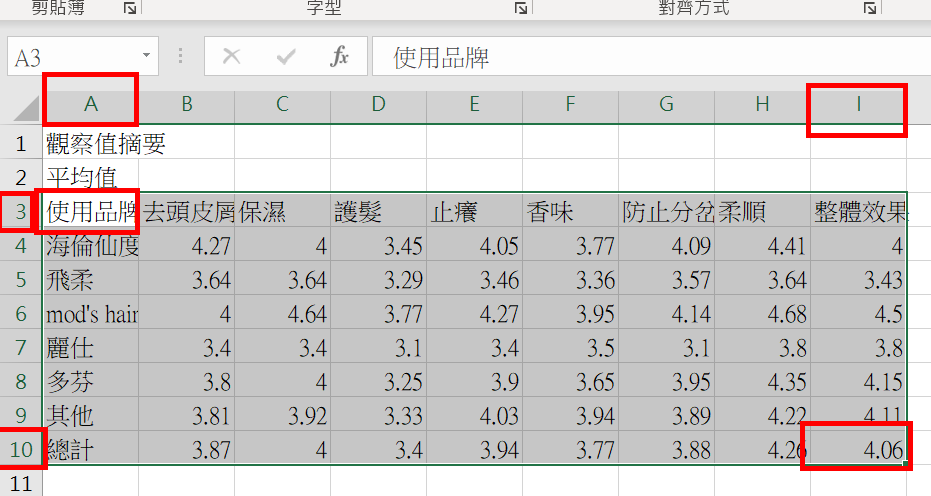 剪貼簿 字型 對齊方式
A3 fx 使用品牌
A B C D E F G H I
1 觀察值摘要
2 平均值
3 使用品牌 去頭皮屑 保濕 護髮 止癢 香味 防止分岔 柔順 整體效果
4 海倫仙度 4.27 4 3.45 4.05 3.77 4.09 4.41 4
5 飛柔 3.64 3.64 3.29 3.46 3.36 3.57 3.64 3.43
6 mod's hair 4 4.64 3.77 4.27 3.95 4.14 4.68 4.5
7 麗仕 3.4 3.4 3.1 3.4 3.5 3.1 3.8 3.8
8 多芬 3.8 4 3.25 3.9 3.65 3.95 4.35 4.15
9 其他 3.81 3.92 3.33 4.03 3.94 3.89 4.22 4.11
10 總計 3.87 4 3.4 3.94 3.77 3.88 4.26 4.06
11